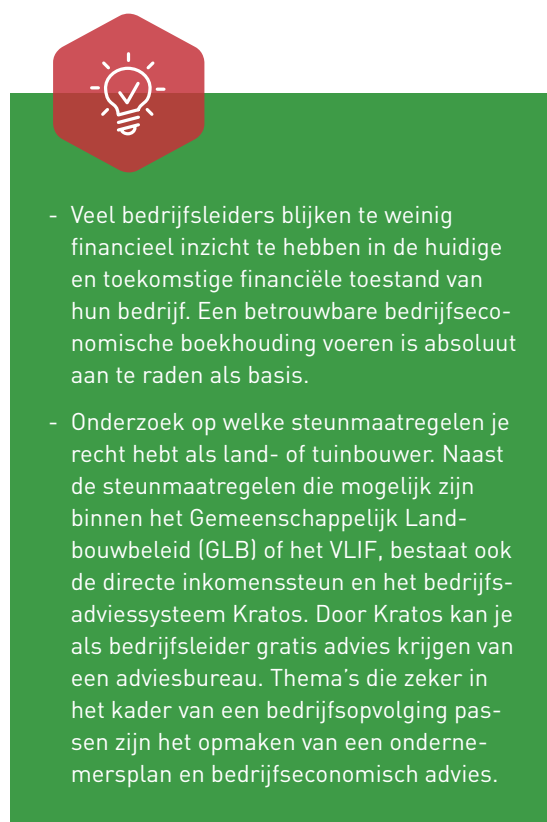 - Veel bedrijfsleiders blijken te weinig
financieel inzicht te hebben in de huidige
en toekomstige financiële toestand van
hun bedrijf. Een betrouwbare bedrijfseco-
nomische boekhouding voeren is absoluut
aan te raden als basis.
- Onderzoek op welke steunmaatregelen je
recht hebt als land- of tuinbouwer. Naast
de steunmaatregelen die mogelijk zijn
binnen het Gemeenschappelijk Land-
bouwbeleid (GLB) of het VLIF, bestaat ook
de directe inkomenssteun en het bedrijfs-
adviessysteem Kratos. Door Kratos kan je
als bedrijfsleider gratis advies krijgen van
een adviesbureau. Thema’s die zeker in
het kader van een bedrijfsopvolging pas-
sen zijn het opmaken van een onderne-
mersplan en bedrijfseconomisch advies.